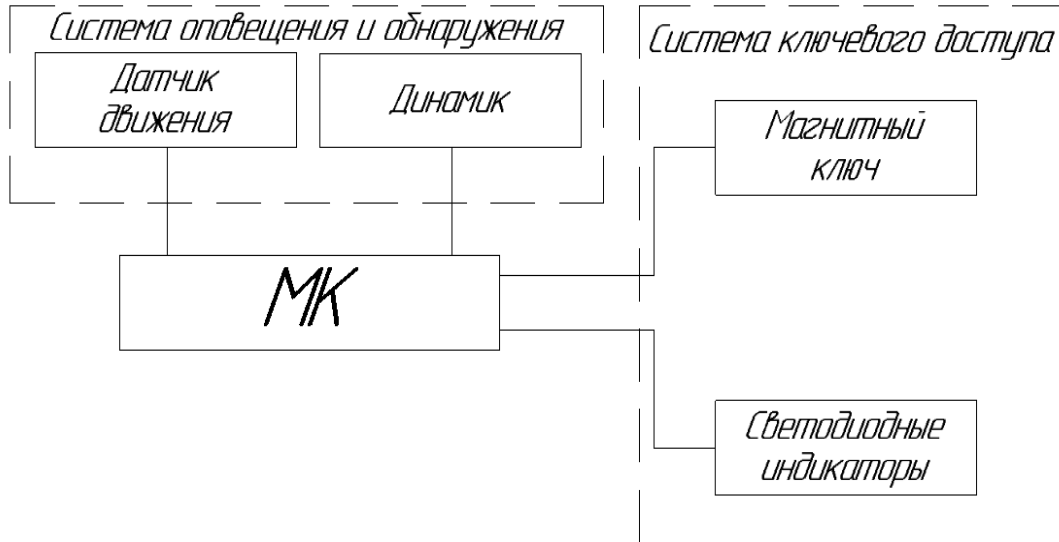 Система оповещения и обнаружения
Датчик
движения
Динамик
Система ключевого доступа
Магнитный
ключ
МК
Светодиодные
индикаторы